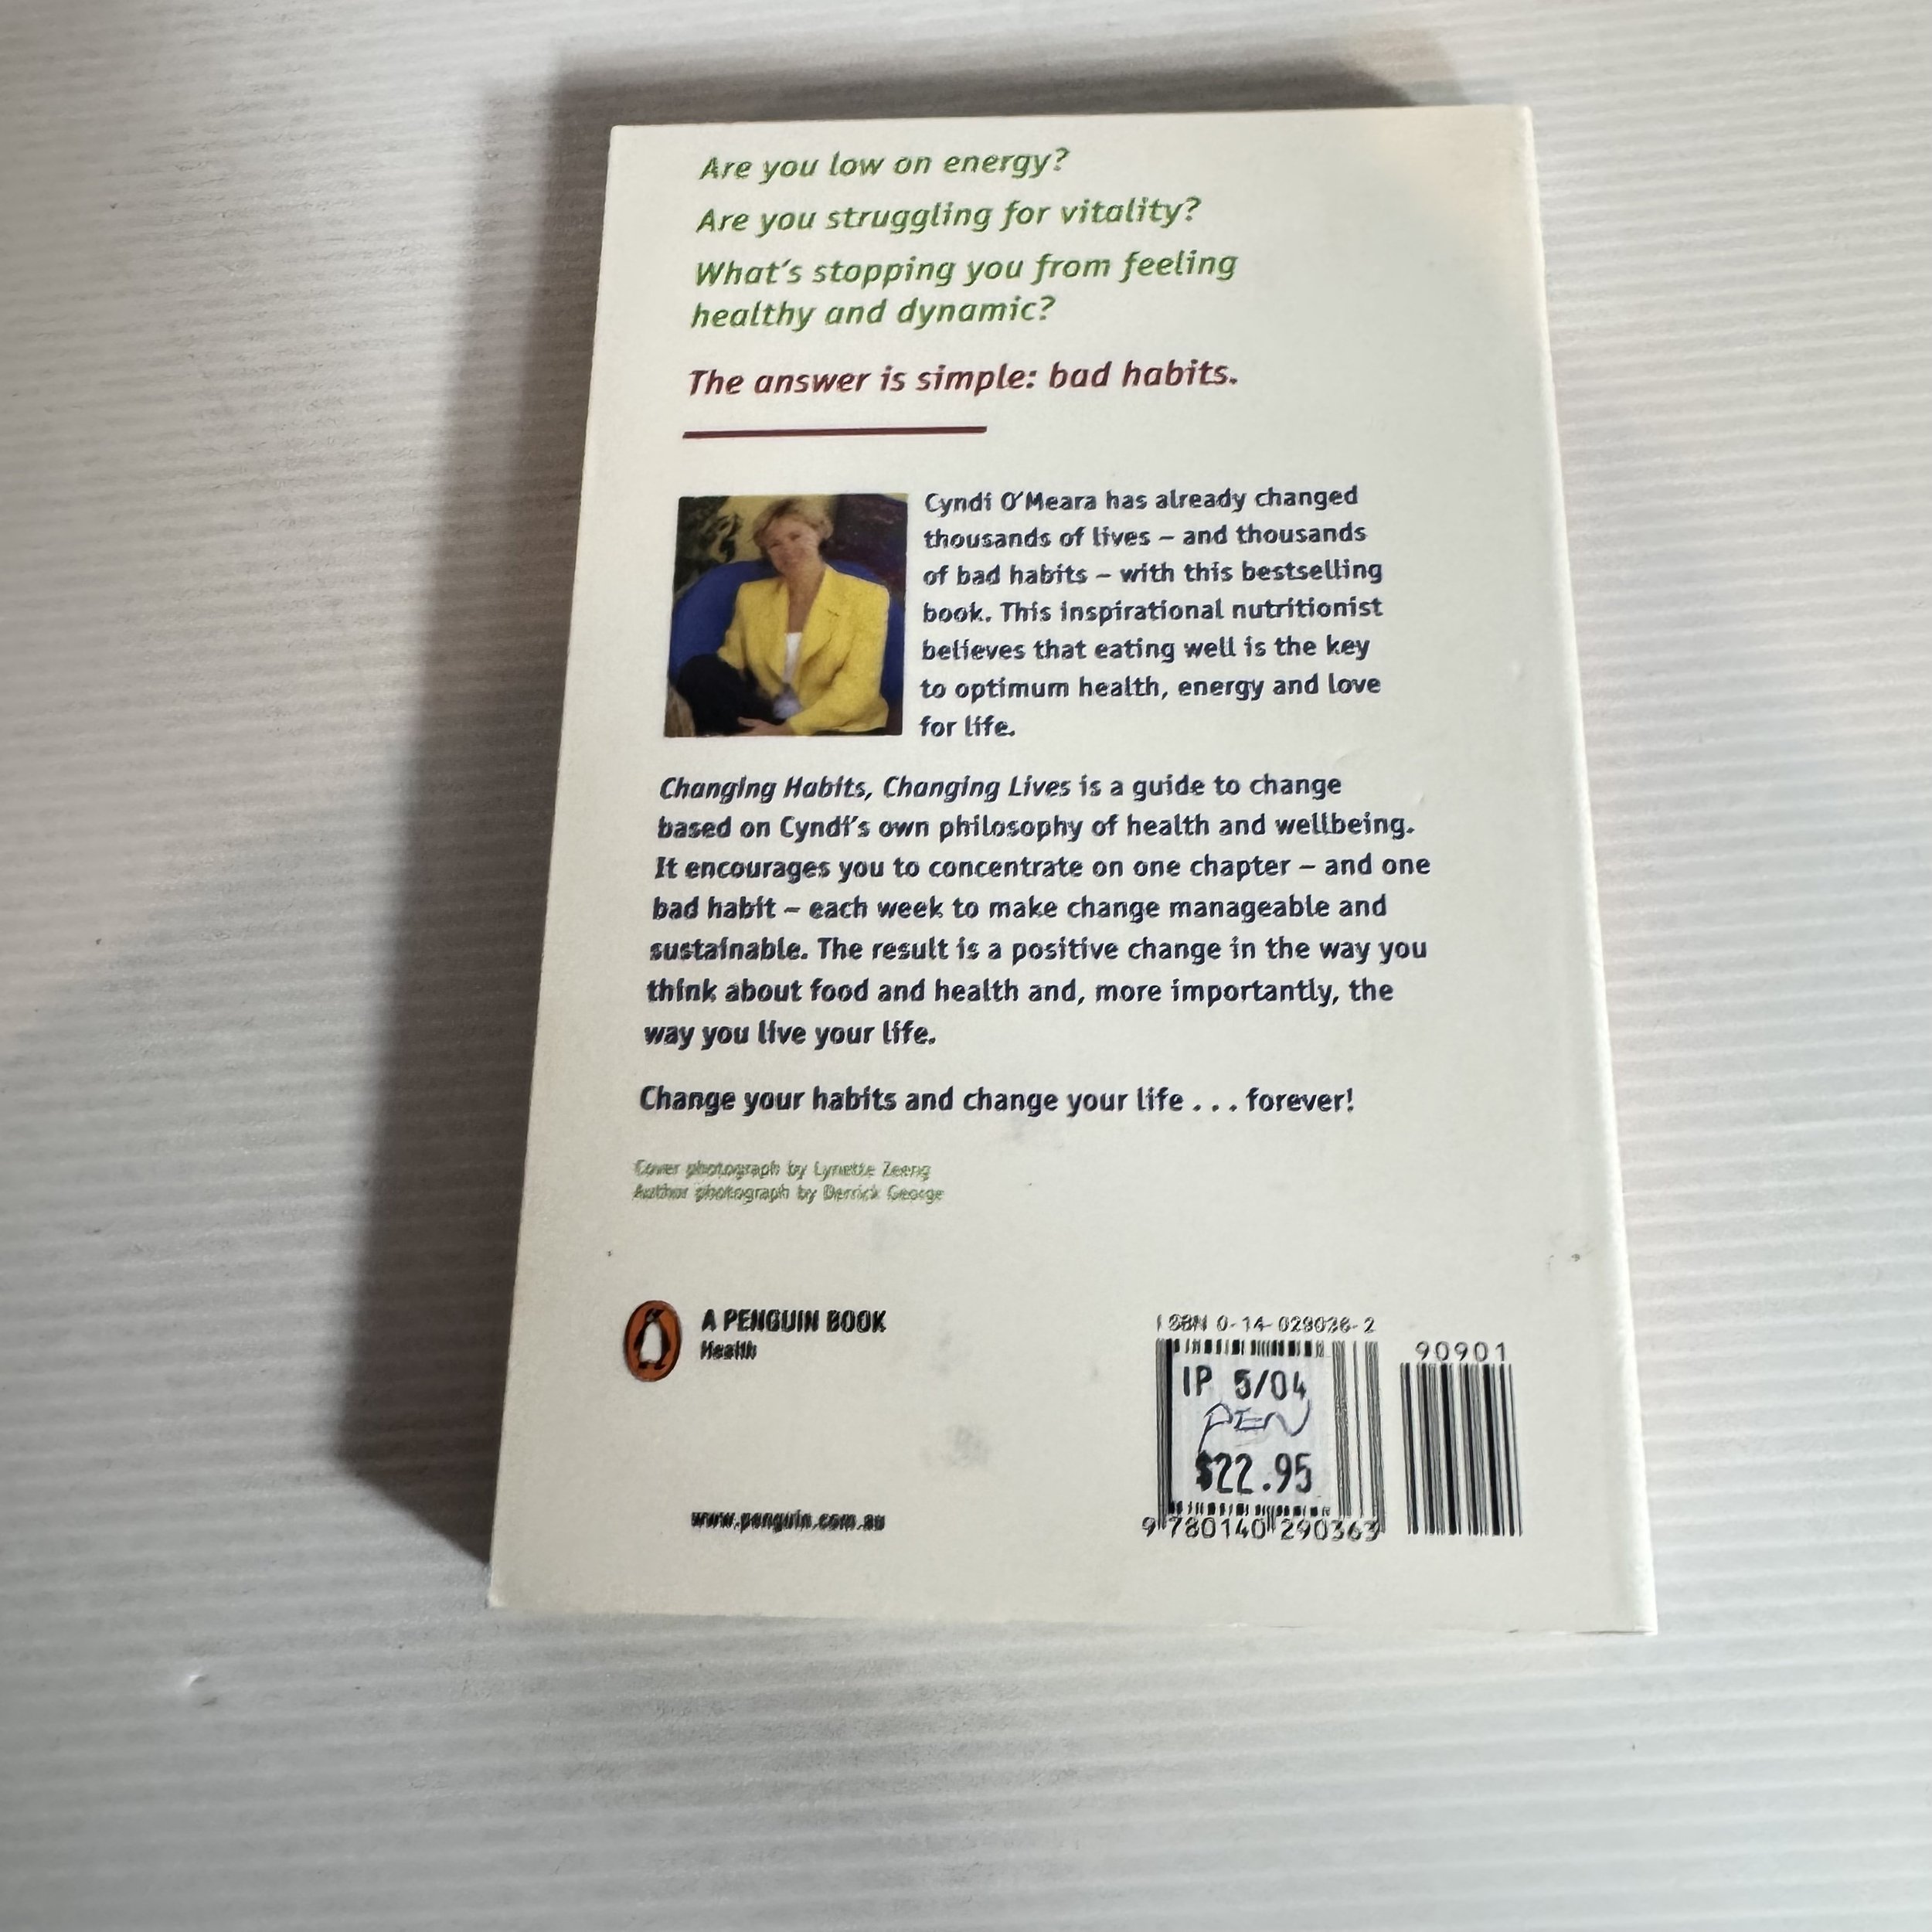 Are you low on energy?
Are you struggling for vitality?
What's stopping you from feeling
healthy and dynamic?
The answer is simple: bad habits.
Cyndi O'Meara has already changed
thousands of lives – and thousands
of bad habits – with this bestselling
book. This inspirational nutritionist
believes that eating well is the key
to optimum health, energy and love
for life.
Changing Habits, Changing Lives is a guide to change
based on Cyndi's own philosophy of health and wellbeing.
It encourages you to concentrate on one chapter – and one
bad habit – each week to make change manageable and
sustainable. The result is a positive change in the way you
think about food and health and, more importantly, the
way you live your life.
Change your habits and change your life . . . forever!
Cover photograph by Lynette Zeeng
Author photograph by Derrick George
A PENGUIN BOOK
Health
www.penguin.com.au
ISBN 0-14-029036-2
90901
IP 5/04
PEN
$22.95
9 780140 290363